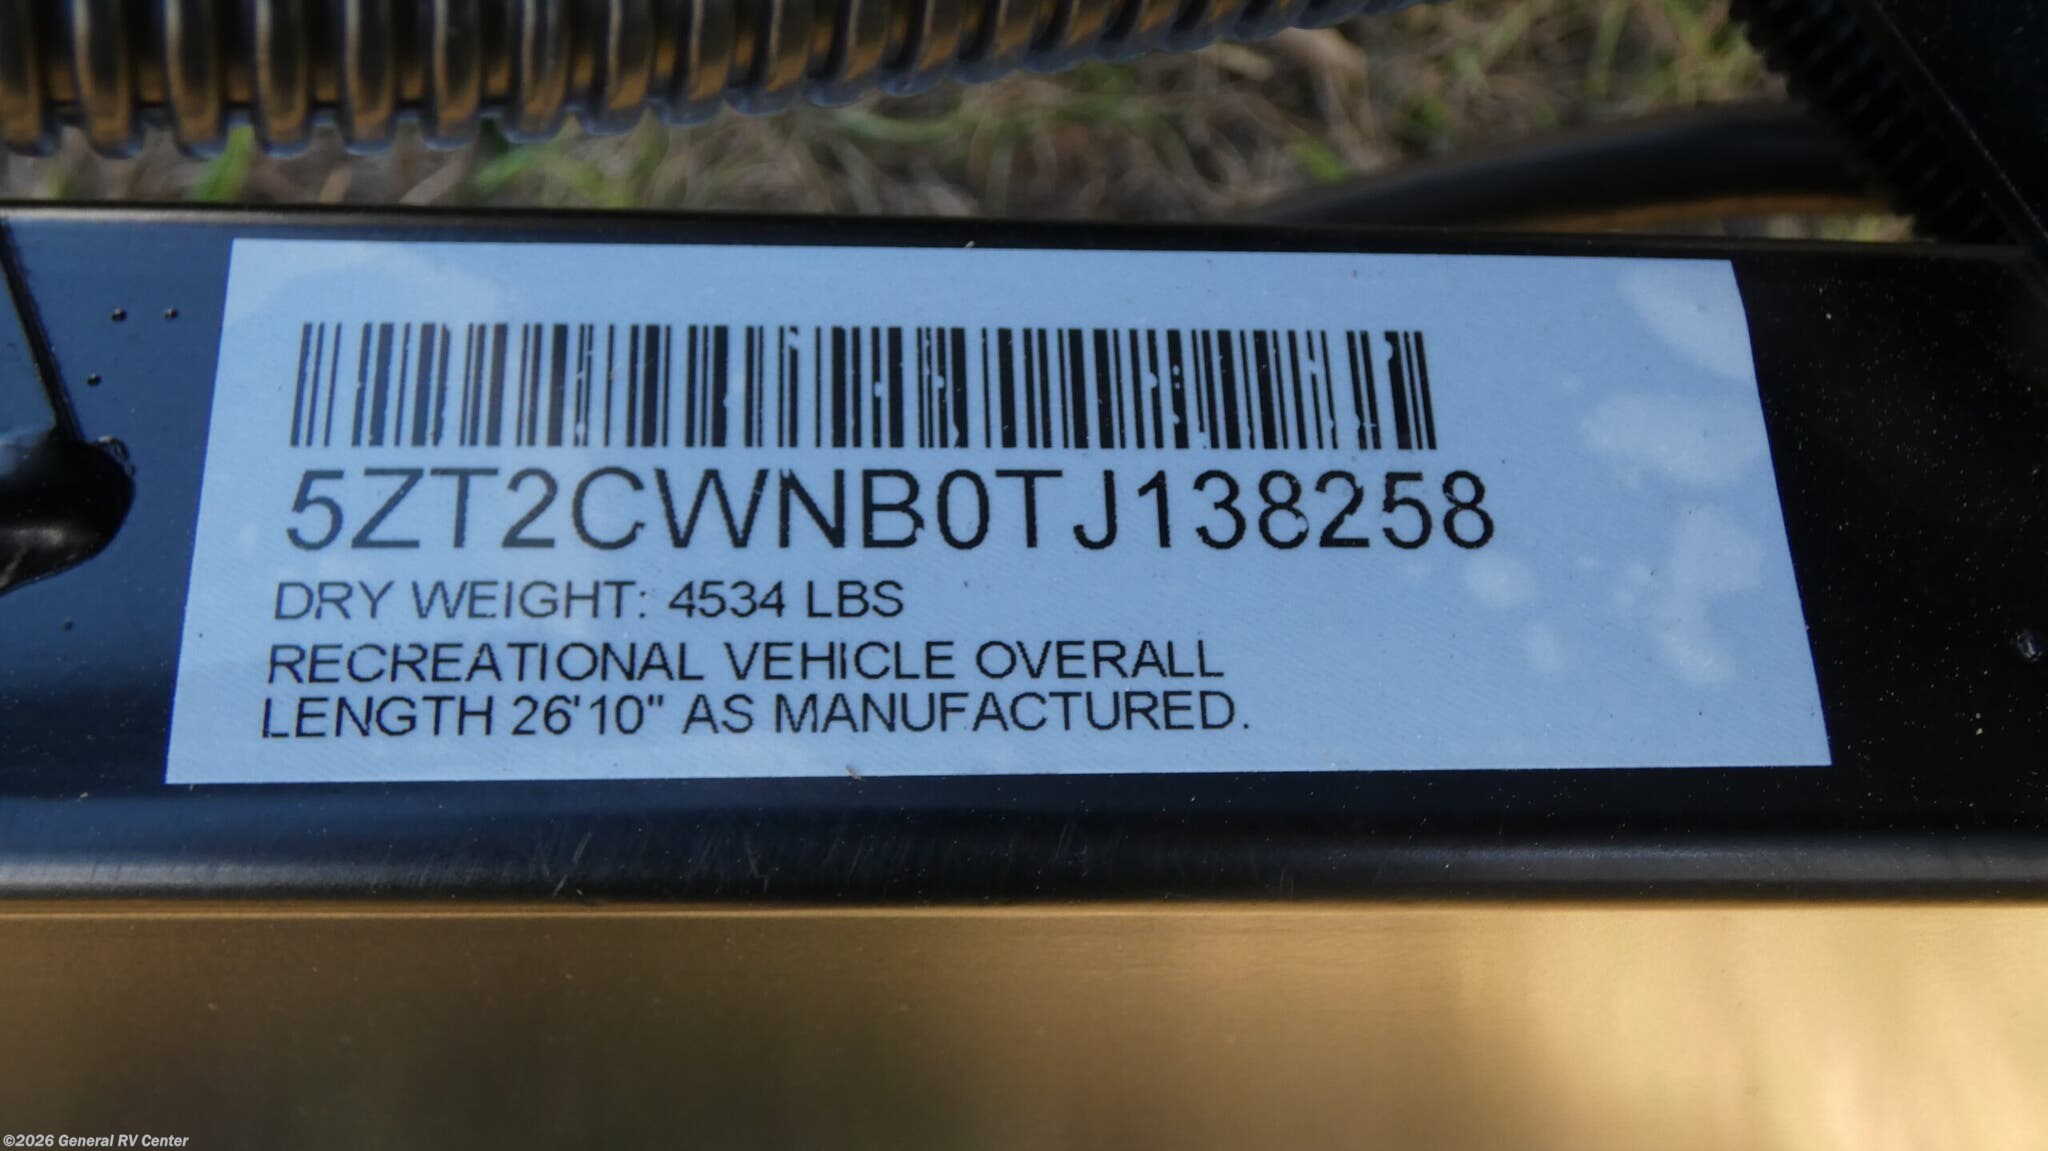 5ZT2CWNB0TJ138258
DRY WEIGHT: 4534 LBS
RECREATIONAL VEHICLE OVERALL
LENGTH 26'10" AS MANUFACTURED.
©2026 General RV Center